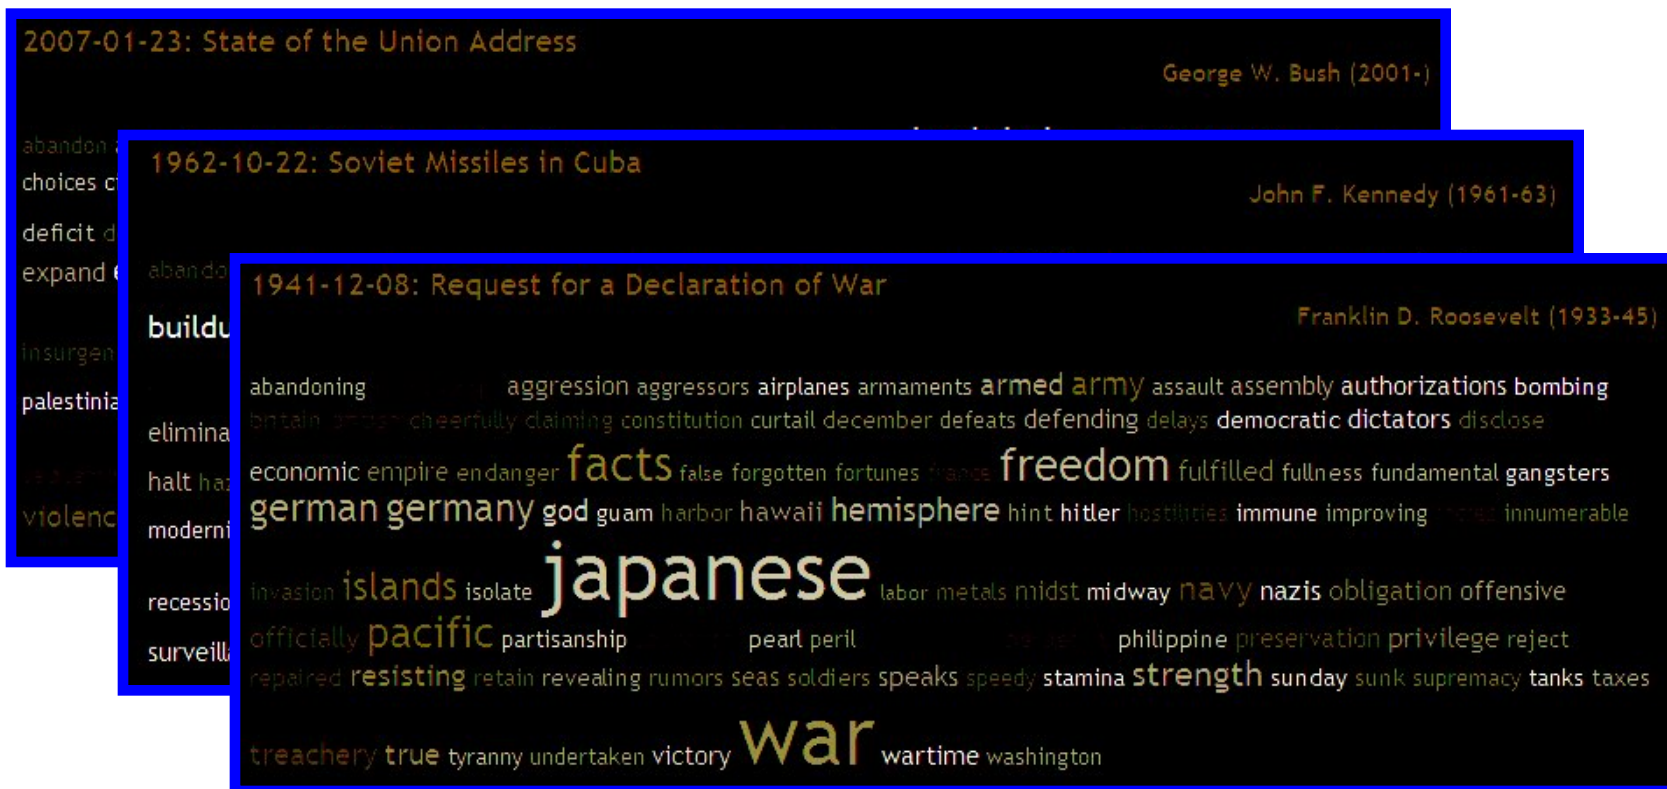 2007-01-23: State of the Union Address
George W. Bush (2001-)
abandon
choices
deficit
expand
palestinia
violenc
1962-10-22: Soviet Missiles in Cuba
John F. Kennedy (1961-63)
abando
buildu
elimina
halt
moderni
recessio
surveill
1941-12-08: Request for a Declaration of War
Franklin D. Roosevelt (1933-45)
abandoning aggression aggressors airplanes armaments armed army assault assembly authorizations bombing
britain cheerfully claiming constitution curtail december defeats defending delays democratic dictators disclose
economic empire endanger facts false forgotten fortunes france freedom fulfilled fullness fundamental gangsters
german germany god guam harbor hawaii hemisphere hint hitler hostilities immune improving innumerable
invasion islands isolate japanese labor metals midst midway navy nazis obligation offensive
officially pacific partisanship pearl peril philippine preservation privilege reject
repaired resisting retain revealing rumors seas soldiers speaks speedy stamina strength sunday sunk supremacy tanks taxes
treachery true tyranny undertaken victory war wartime washington